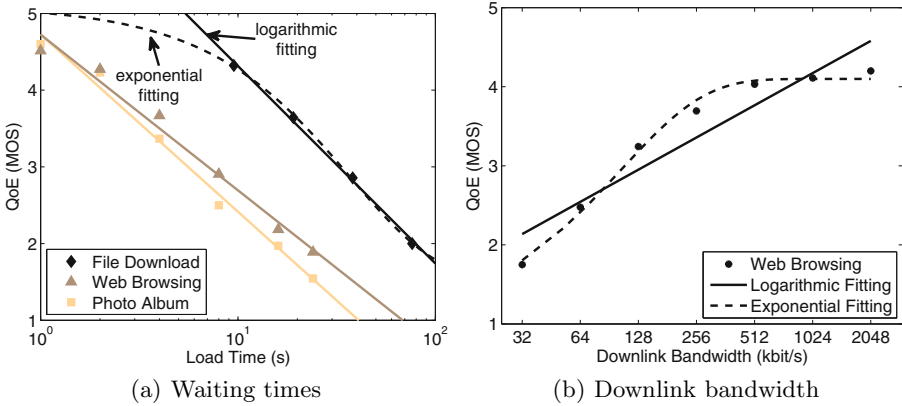 5
4
3
2
1
QoE (MOS)
logarithmic
fitting
exponential
fitting
File Download
Web Browsing
Photo Album
10^0
10^1
10^2
Load Time (s)
(a) Waiting times
5
4
3
2
1
QoE (MOS)
Web Browsing
Logarithmic Fitting
Exponential Fitting
32 64 128 256 512 1024 2048
Downlink Bandwidth (kbit/s)
(b) Downlink bandwidth